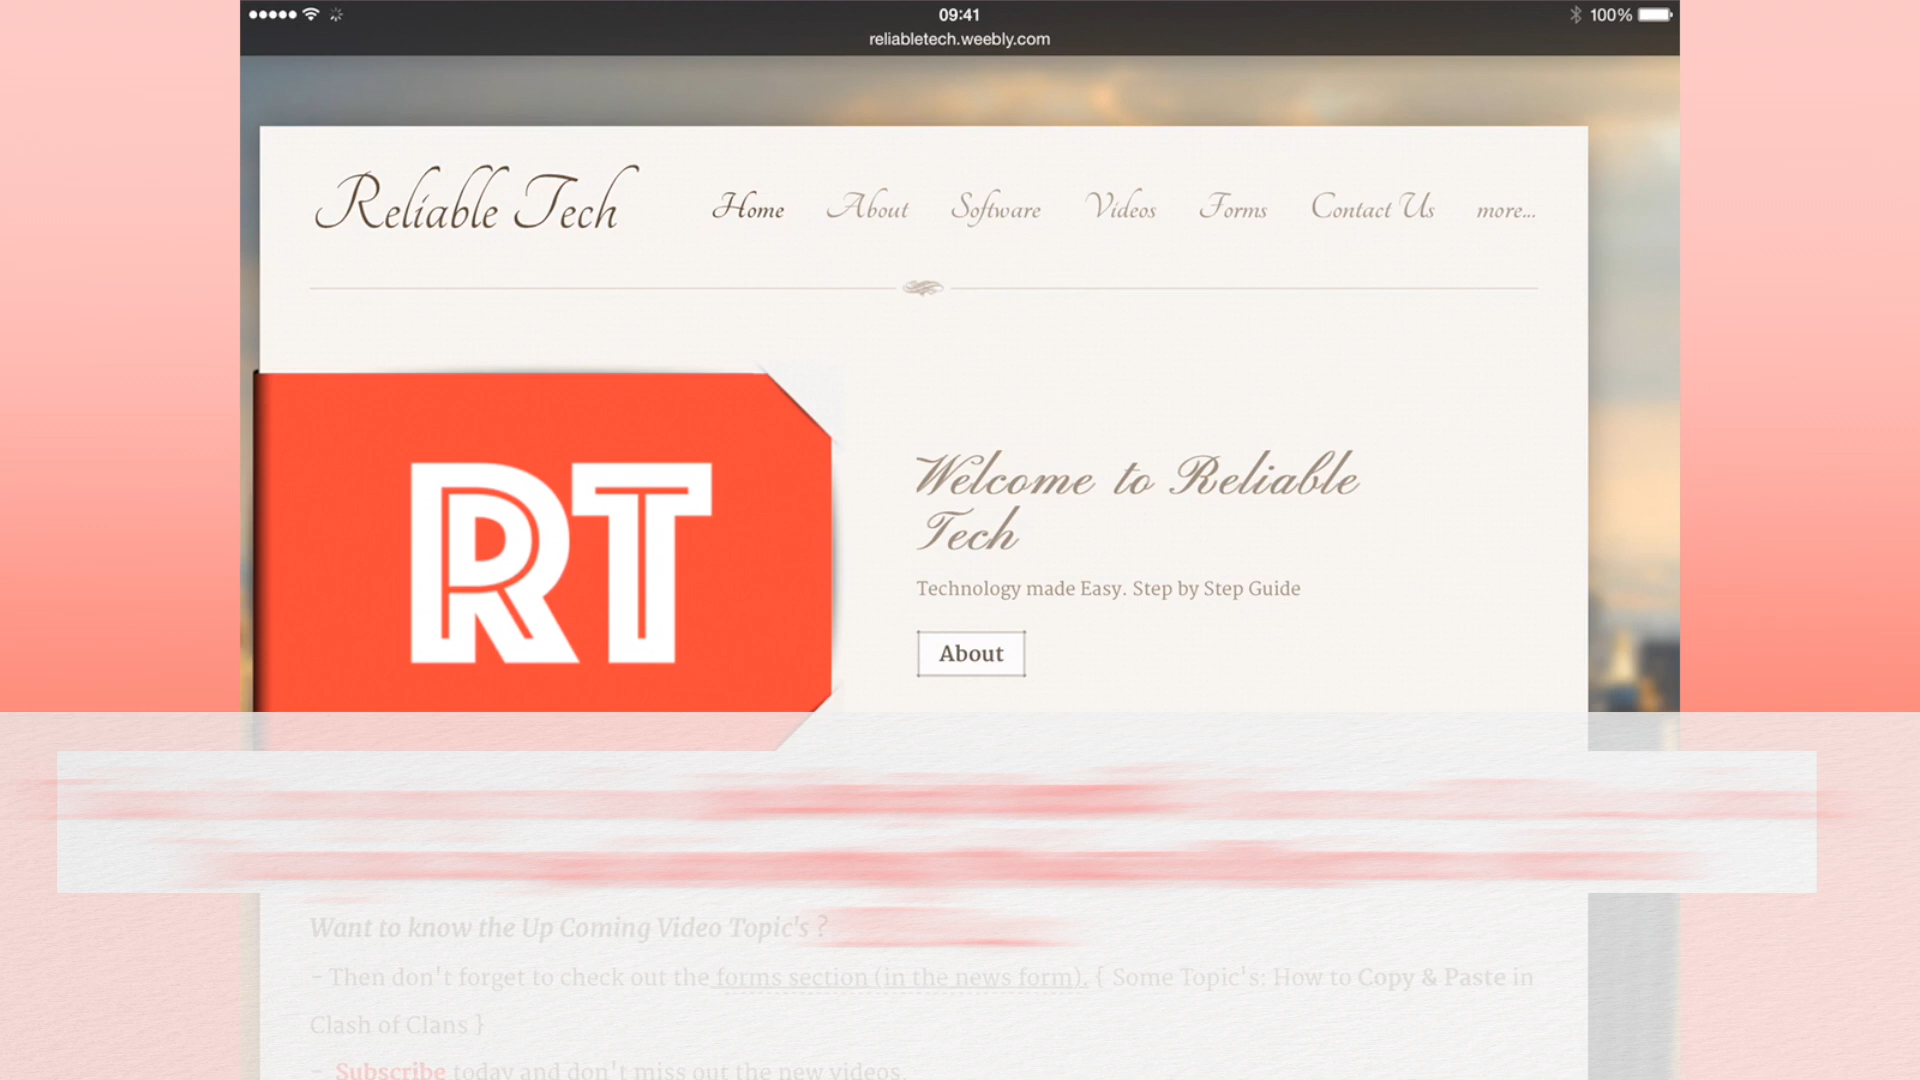 09:41
100%
reliabletech.weebly.com
Reliable Tech
Home About Software Videos Forms Contact Us more...
RT
Welcome to Reliable
Tech
Technology made Easy. Step by Step Guide
About
Want to know the Up Coming Video Topic's ?
- Then don't forget to check out the forms section (in the news form). { Some Topic's: How to Copy & Paste in
Clash of Clans }
- Subscribe today and don't miss out the new videos.